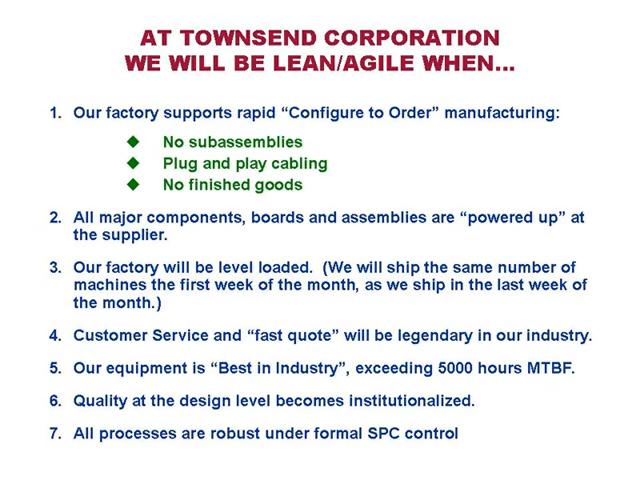 AT TOWNSEND CORPORATION
WE WILL BE LEAN/AGILE WHEN...
1. Our factory supports rapid “Configure to Order” manufacturing:
◆ No subassemblies
◆ Plug and play cabling
◆ No finished goods
2. All major components, boards and assemblies are “powered up” at
the supplier.
3. Our factory will be level loaded. (We will ship the same number of
machines the first week of the month, as we ship in the last week of
the month.)
4. Customer Service and “fast quote” will be legendary in our industry.
5. Our equipment is “Best in Industry”, exceeding 5000 hours MTBF.
6. Quality at the design level becomes institutionalized.
7. All processes are robust under formal SPC control